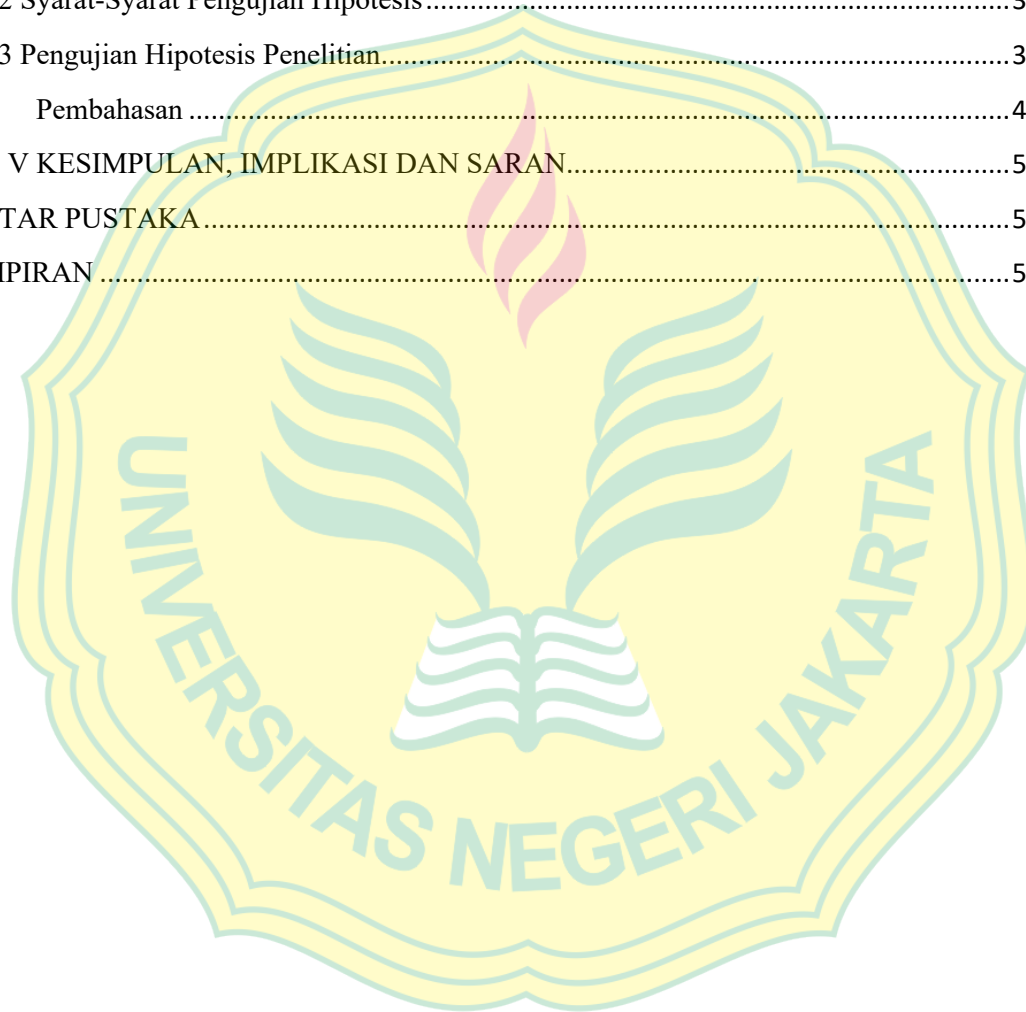 2 Syarat-Syarat Pengujian Hipotesis........................................................................3
3 Pengujian Hipotesis Penelitian..............................................................................3
Pembahasan ..........................................................................................................4
V KESIMPULAN, IMPLIKASI DAN SARAN.......................................................5
TAR PUSTAKA.......................................................................................................5
IPIRAN ....................................................................................................................5
UNIVERSITAS NEGERI JAKARTA